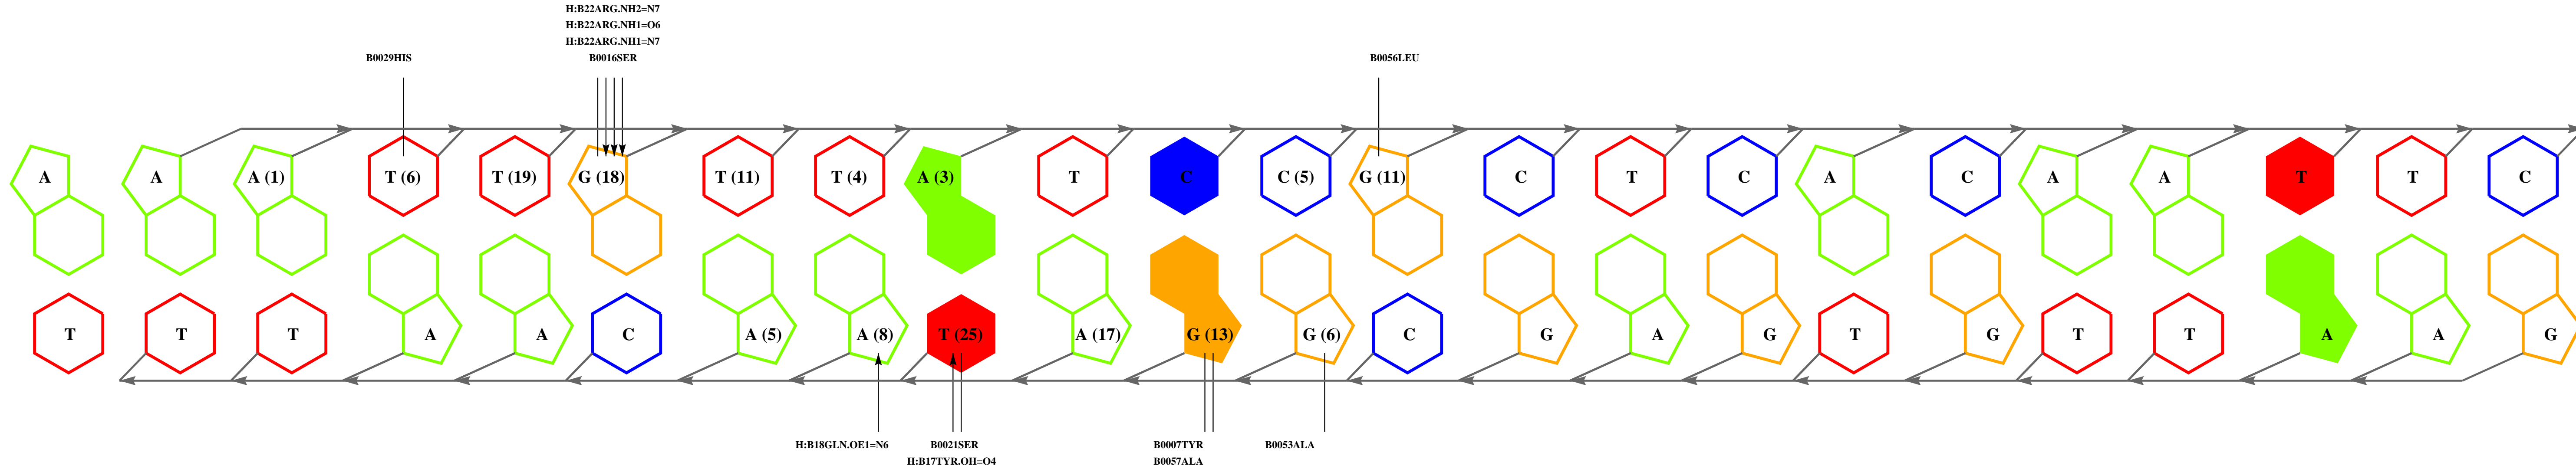 H:B22ARG.NH2=N7
H:B22ARG.NH1=O6
H:B22ARG.NH1=N7
B0029HIS B0016SER B0056LEU
A A A (1) T (6) T (19) G (18) T (11) T (4) A (3) T C C (5) G (11) C T C A C A A T T C
T T T A A C A (5) A (8) T (25) A (17) G (13) G (6) C G A G T G T T A A G
H:B18GLN.OE1=N6 B0021SER B0007TYR B0053ALA
H:B17TYR.OH=O4 B0057ALA